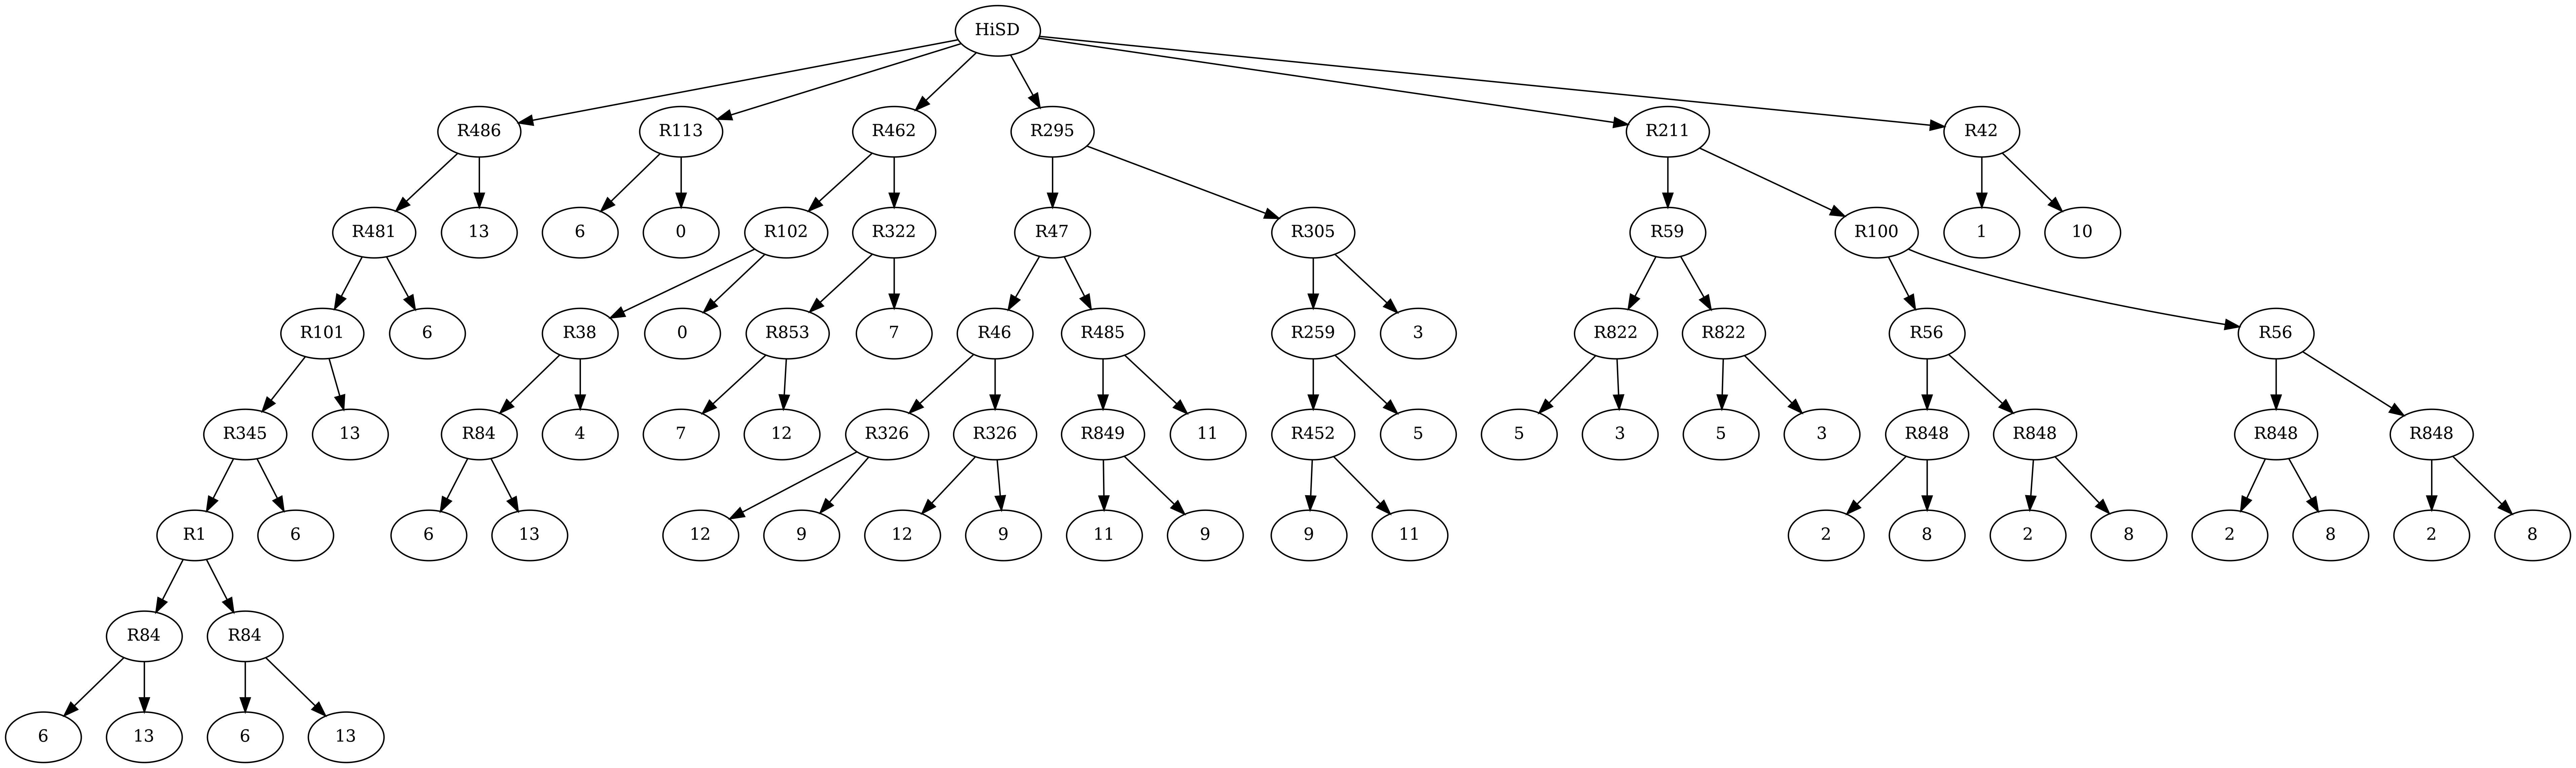 HiSD
R486 R113 R462 R295 R211 R42
R481 13 6 0 R102 R322 R47 R305 R59 R100 1 10
R101 6 R38 0 R853 7 R46 R485 R259 3 R822 R822 R56 R56
R345 13 R84 4 7 12 R326 R326 R849 11 R452 5 5 3 5 3 R848 R848 R848 R848
R1 6 6 13 12 9 12 9 11 9 9 11 2 8 2 8 2 8 2 8
R84 R84
6 13 6 13